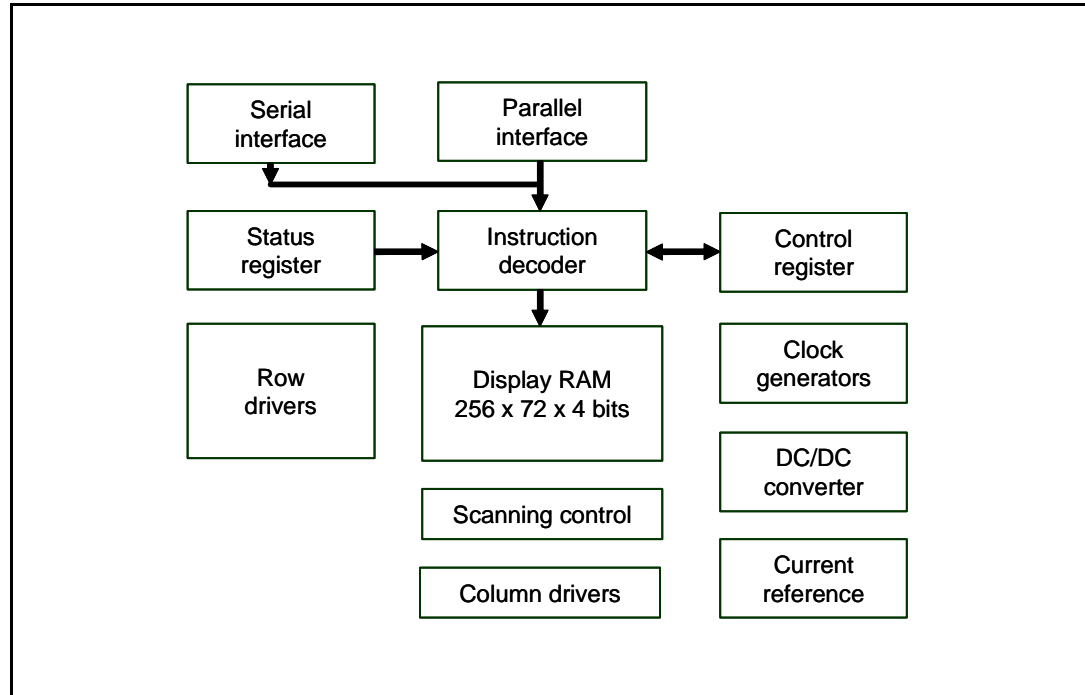 Serial
interface
Parallel
interface
Status
register
Instruction
decoder
Control
register
Row
drivers
Display RAM
256 x 72 x 4 bits
Clock
generators
DC/DC
converter
Scanning control
Column drivers
Current
reference